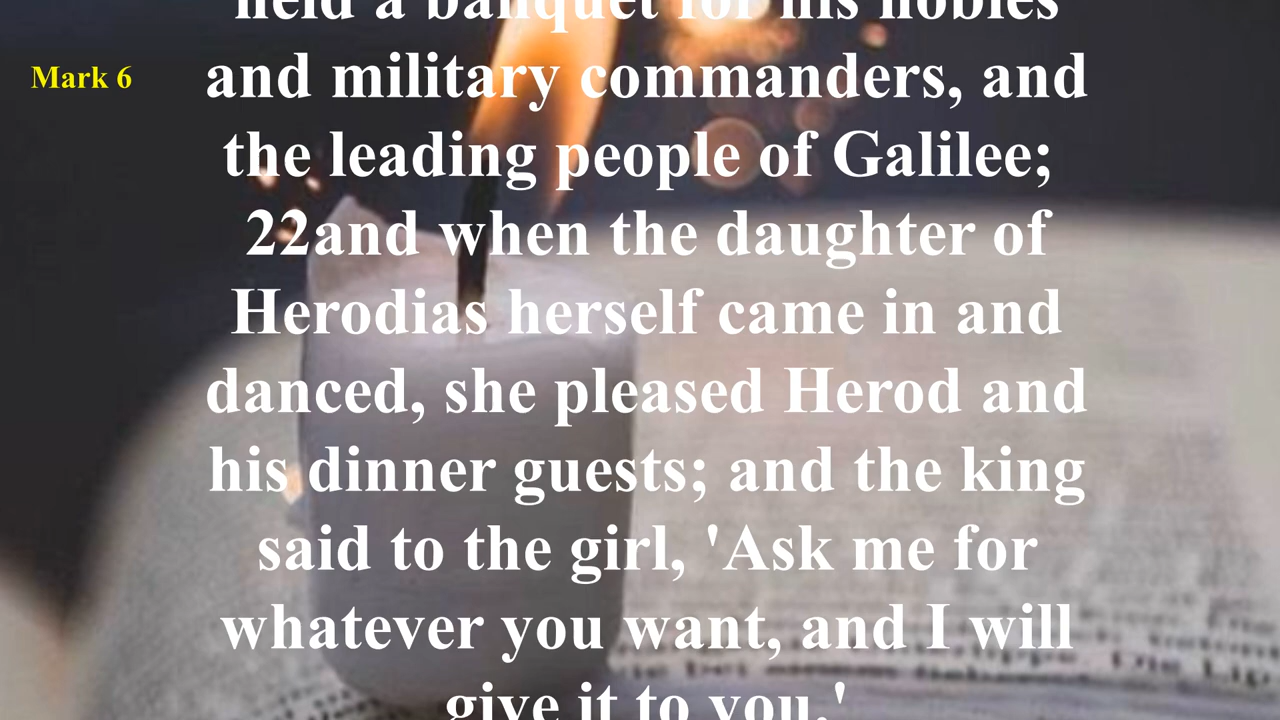 held a banquet for his nobles
Mark 6
and military commanders, and
the leading people of Galilee;
22and when the daughter of
Herodias herself came in and
danced, she pleased Herod and
his dinner guests; and the king
said to the girl, 'Ask me for
whatever you want, and I will
give it to you.'